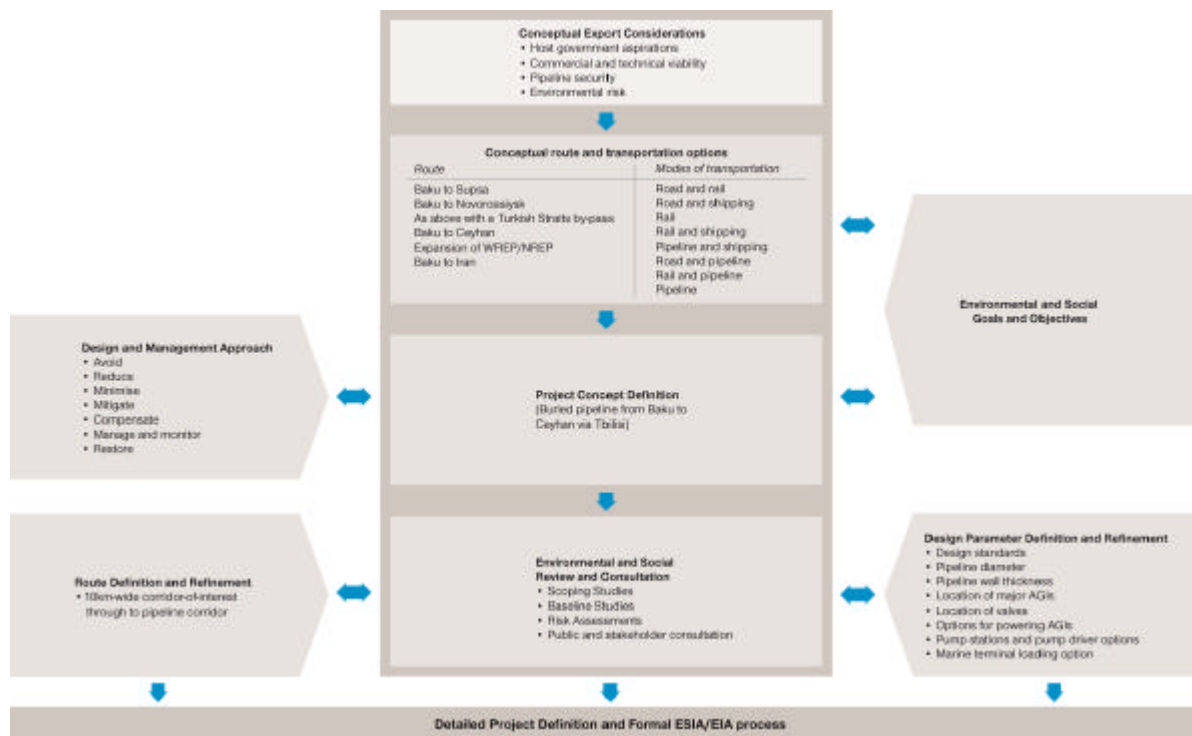 Conceptual Export Considerations
• Host government aspirations
• Commercial and technical viability
• Pipeline security
• Environmental risk
Conceptual route and transportation options
Route
Baku to Supsa
Baku to Novorossiysk
As above with a Turkish Straits by-pass
Baku to Ceyhan
Expansion of WREP/NREP
Baku to Iran
Modes of transportation
Road and rail
Road and shipping
Rail
Rail and shipping
Pipeline and shipping
Road and pipeline
Rail and pipeline
Pipeline
Environmental and Social
Goals and Objectives
Design and Management Approach
• Avoid
• Reduce
• Minimise
• Mitigate
• Compensate
• Manage and monitor
• Restore
Project Concept Definition
(Buried pipeline from Baku to
Ceyhan via Tbilisi)
Route Definition and Refinement
• 10km-wide corridor-of-interest
through to pipeline corridor
Environmental and Social
Review and Consultation
• Scoping Studies
• Baseline Studies
• Risk Assessments
• Public and stakeholder consultation
Design Parameter Definition and Refinement
• Design standards
• Pipeline diameter
• Pipeline wall thickness
• Location of major AGIs
• Location of valves
• Options for powering AGIs
• Pump stations and pump driver options
• Marine terminal loading option
Detailed Project Definition and Formal ESIA/EIA process